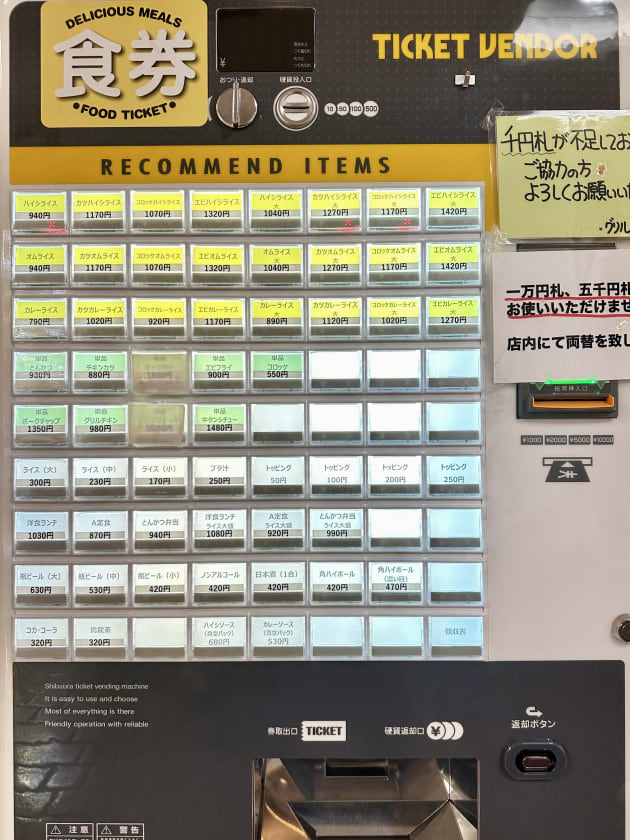 DELICIOUS MEALS
食券
•FOOD TICKET•
¥
おつり・返却
硬貨投入口
10 50 100 500
TICKET VENDOR
千円札が不足してお
ご協力の方
よろしくお願いい
RECOMMEND ITEMS
ハイシライス カツハイシライス コロッケハイシライス エビハイシライス ハイシライス大 カツハイシライス大 コロッケハイシライス大 エビハイシライス大
940円 1170円 1070円 1320円 1040円 1270円 1170円 1420円
オムライス カツオムライス コロッケオムライス エビオムライス オムライス大 カツオムライス大 コロッケオムライス大 エビオムライス大
940円 1170円 1070円 1320円 1040円 1270円 1170円 1420円
カレーライス カツカレーライス コロッケカレーライス エビカレーライス カレーライス大 カツカレーライス大 コロッケカレーライス大 エビカレーライス大
790円 1020円 920円 1170円 890円 1120円 1020円 1270円
単品 単品 単品 単品
とんかつ チキンカツ エビフライ コロッケ
930円 880円 900円 550円
単品 単品 単品
ポークチャップ グリルチキン 牛タンシチュー
1350円 980円 1480円
ライス(大) ライス(中) ライス(小) ブタ汁 トッピング トッピング トッピング トッピング
300円 230円 170円 250円 50円 100円 200円 250円
洋食ランチ A定食 とんかつ弁当 洋食ランチ ライス大盛 A定食 ライス大盛 とんかつ弁当 ライス大盛
1030円 870円 940円 1080円 920円 990円
瓶ビール(大) 瓶ビール(中) 瓶ビール(小) ノンアルコール 日本酒(1合) 角ハイボール 角ハイボール(濃い目)
630円 530円 420円 420円 420円 420円 470円
コカ・コーラ 烏龍茶 ハイシソース(真空パック) カレーソース(真空パック) 領収書
320円 320円 680円 530円
一万円札、五千円札
お使いいただけませ
店内にて両替を致し
紙幣挿入口
¥1000 ¥2000 ¥5000 ¥10000
Shibaura ticket vending machine
It is easy to use and choose
Most of everything is there
Friendly operation with reliable
券取出口 TICKET
硬貨返却口 ¥
返却ボタン
注意 警告